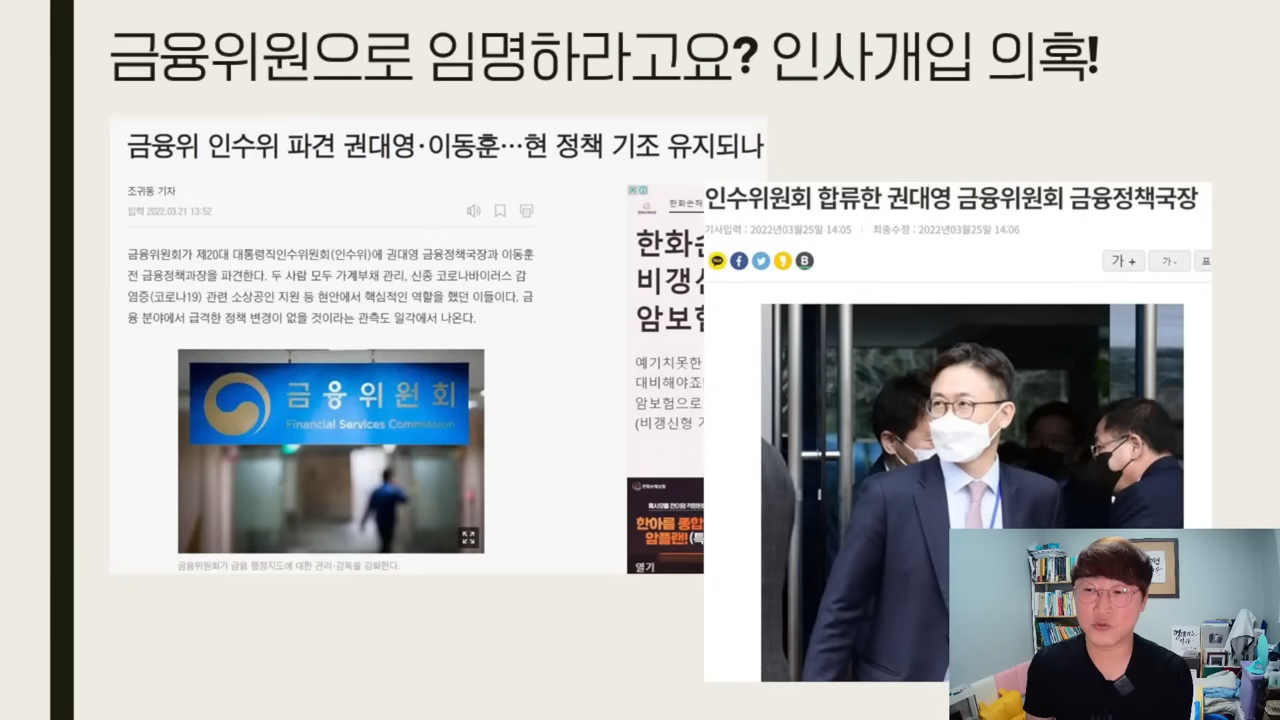 금융위원으로 임명하라고요? 인사개입 의혹!
금융위 인수위 파견 권대영·이동훈…현 정책 기조 유지되나
조귀동 기자
입력 2022.03.21 13:52
금융위원회가 제20대 대통령직인수위원회(인수위)에 권대영 금융정책국장과 이동훈
전 금융정책과장을 파견한다. 두 사람 모두 가계부채 관리, 신종 코로나바이러스 감
염증(코로나19) 관련 소상공인 지원 등 현안에서 핵심적인 역할을 했던 이들이다. 금
융 분야에서 급격한 정책 변경이 없을 것이라는 관측도 일각에서 나온다.
금융위원회
Financial Services Commission
금융위원회가 금융 행정지도에 대한 관리·감독을 강화한다.
한화손
한화
비갱신
암보험
예기치못한
대비해야죠
암보험으로
(비갱신형
한화손해보험
한아를 종합
암플랜!(특
열기
인수위원회 합류한 권대영 금융위원회 금융정책국장
기사입력 : 2022년03월25일 14:05 최종수정 : 2022년03월25일 14:06
B
가 +
가 -
프